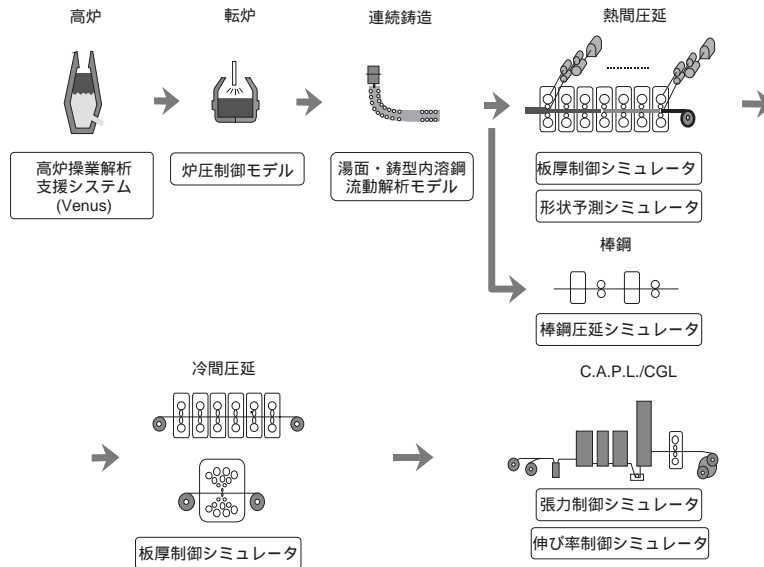 高炉
転炉
連続鋳造
熱間圧延
高炉操業解析
支援システム
(Venus)
炉圧制御モデル
湯面・鋳型内溶鋼
流動解析モデル
板厚制御シミュレータ
形状予測シミュレータ
棒鋼
棒鋼圧延シミュレータ
冷間圧延
板厚制御シミュレータ
C.A.P.L./CGL
張力制御シミュレータ
伸び率制御シミュレータ